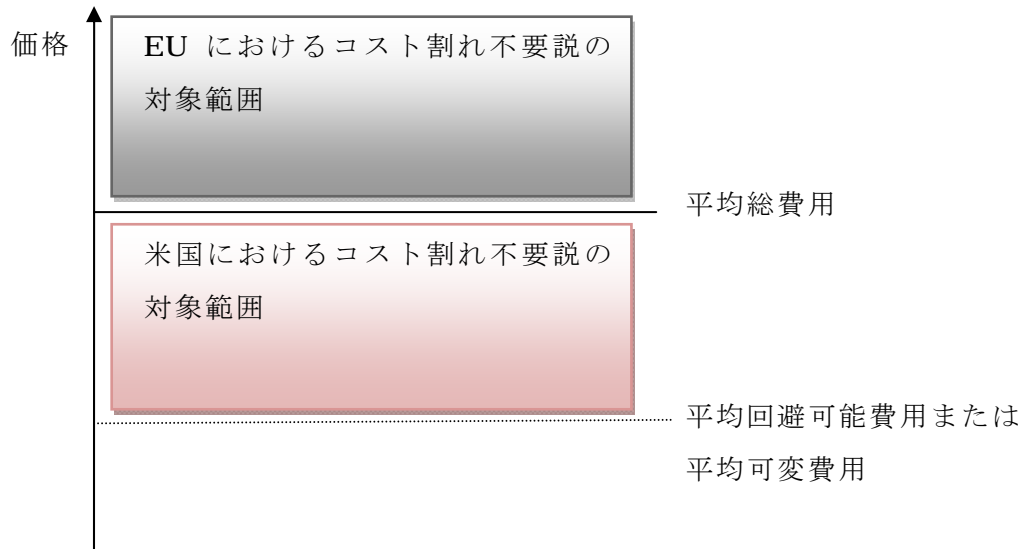 価格
EU におけるコスト割れ不要説の
対象範囲
平均総費用
米国におけるコスト割れ不要説の
対象範囲
平均回避可能費用または
平均可変費用